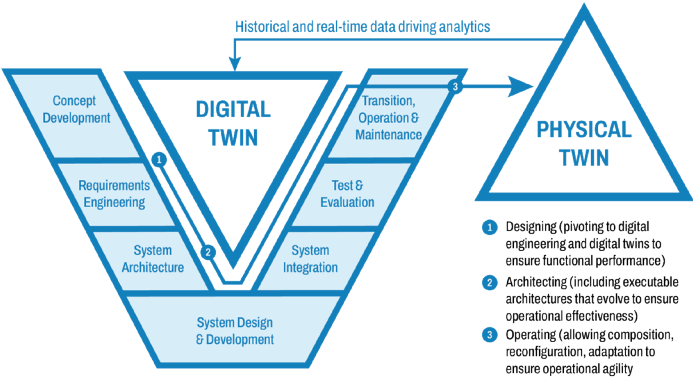 Historical and real-time data driving analytics
Concept
Development
DIGITAL
TWIN
3
Transition,
Operation &
Maintenance
PHYSICAL
TWIN
1
Requirements
Engineering
Test &
Evaluation
System
Architecture
2
System
Integration
System Design
& Development
1 Designing (pivoting to digital
engineering and digital twins to
ensure functional performance)
2 Architecting (including executable
architectures that evolve to ensure
operational effectiveness)
3 Operating (allowing composition,
reconfiguration, adaptation to
ensure operational agility